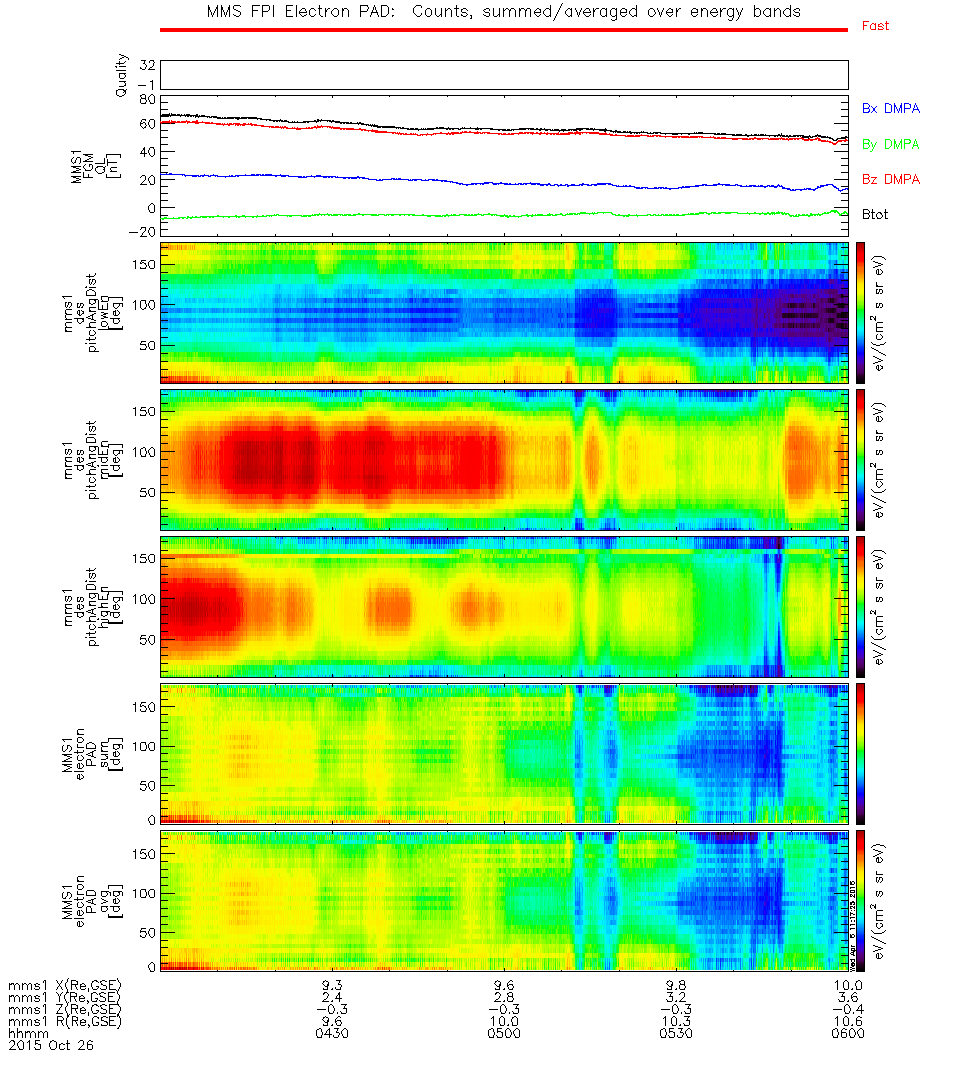 MMS FPI Electron PAD: Counts, summed/averaged over energy bands
Fast
Quality
32
-1
MMS1
FGM
QL
[nT]
80
60
40
20
0
-20
Bx DMPA
By DMPA
Bz DMPA
Btot
mms1
des
pitchAngDist
lowEn
[deg]
150
100
50
eV/(cm² s sr eV)
mms1
des
pitchAngDist
midEn
[deg]
150
100
50
eV/(cm² s sr eV)
mms1
des
pitchAngDist
highEn
[deg]
150
100
50
eV/(cm² s sr eV)
MMS1
electron
PAD
sum
[deg]
150
100
50
0
MMS1
electron
PAD
avg
[deg]
150
100
50
0
eV/(cm² s sr eV)
mms1 X(Re,GSE) 9.3 9.6 9.8 10.0
mms1 Y(Re,GSE) 2.4 2.8 3.2 3.6
mms1 Z(Re,GSE) -0.3 -0.3 -0.3 -0.4
mms1 R(Re,GSE) 9.6 10.0 10.3 10.6
hhmm 0430 0500 0530 0600
2015 Oct 26